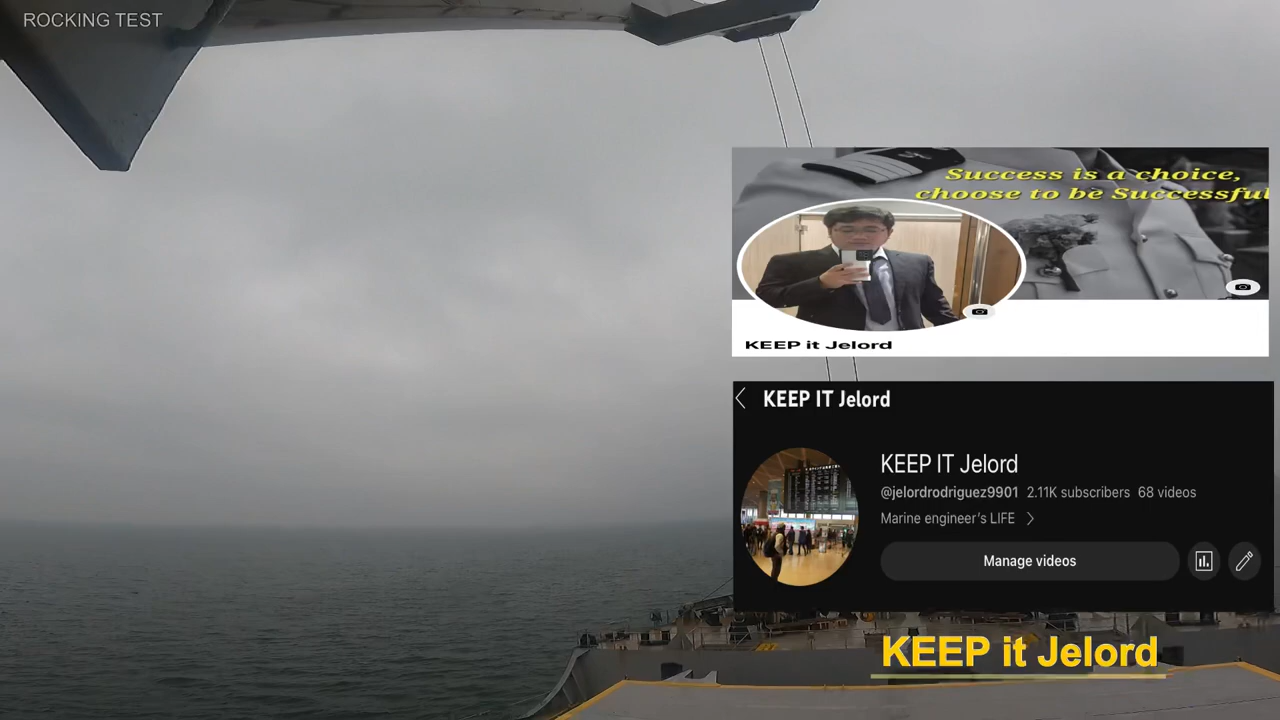 ROCKING TEST
Success is a choice,
choose to be Successful
KEEP it Jelord
KEEP IT Jelord
KEEP IT Jelord
@jelordrodriguez9901 2.11K subscribers 68 videos
Marine engineer's LIFE
Manage videos
KEEP it Jelord